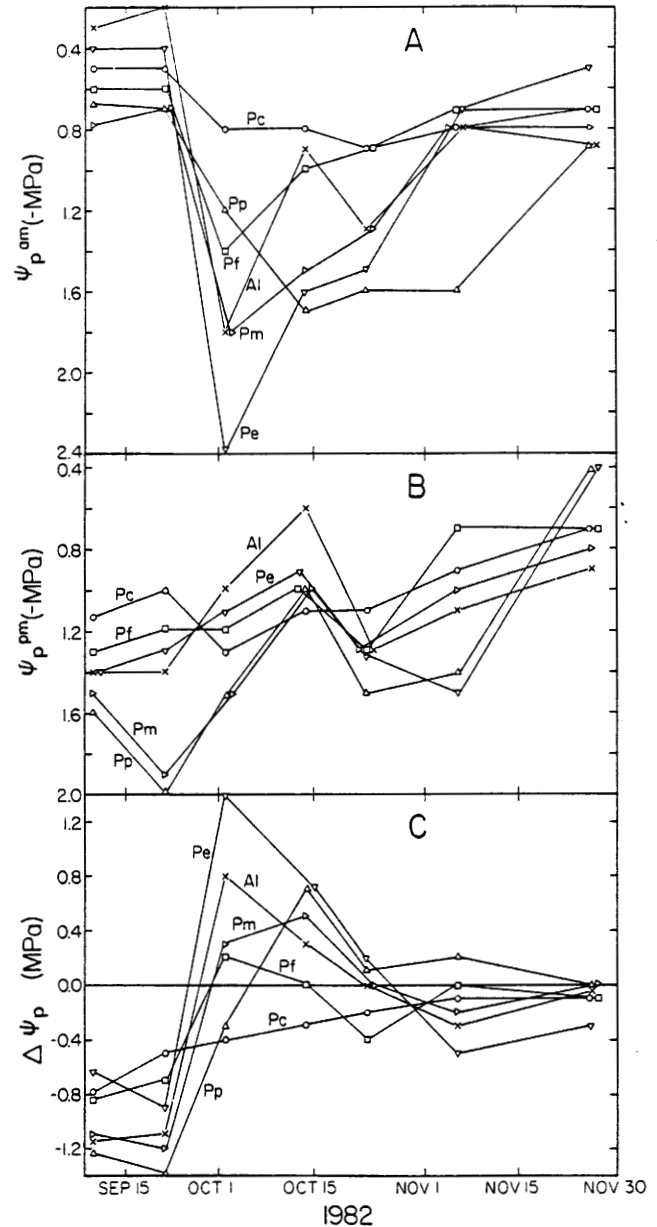 A
0.4
0.8
1.2
1.6
2.0
2.4
Ψp am (-MPa)
Pc
Pp
Pf
Al
Pm
Pe
B
0.4
0.8
1.2
1.6
2.0
Ψp pm (-MPa)
Al
Pe
Pc
Pf
Pm
Pp
C
1.2
0.8
0.4
0.0
-0.4
-0.8
-1.2
Δ Ψp (MPa)
Pe
Al
Pm
Pf
Pc
Pp
SEP 15 OCT 1 OCT 15 NOV 1 NOV 15 NOV 30
1982